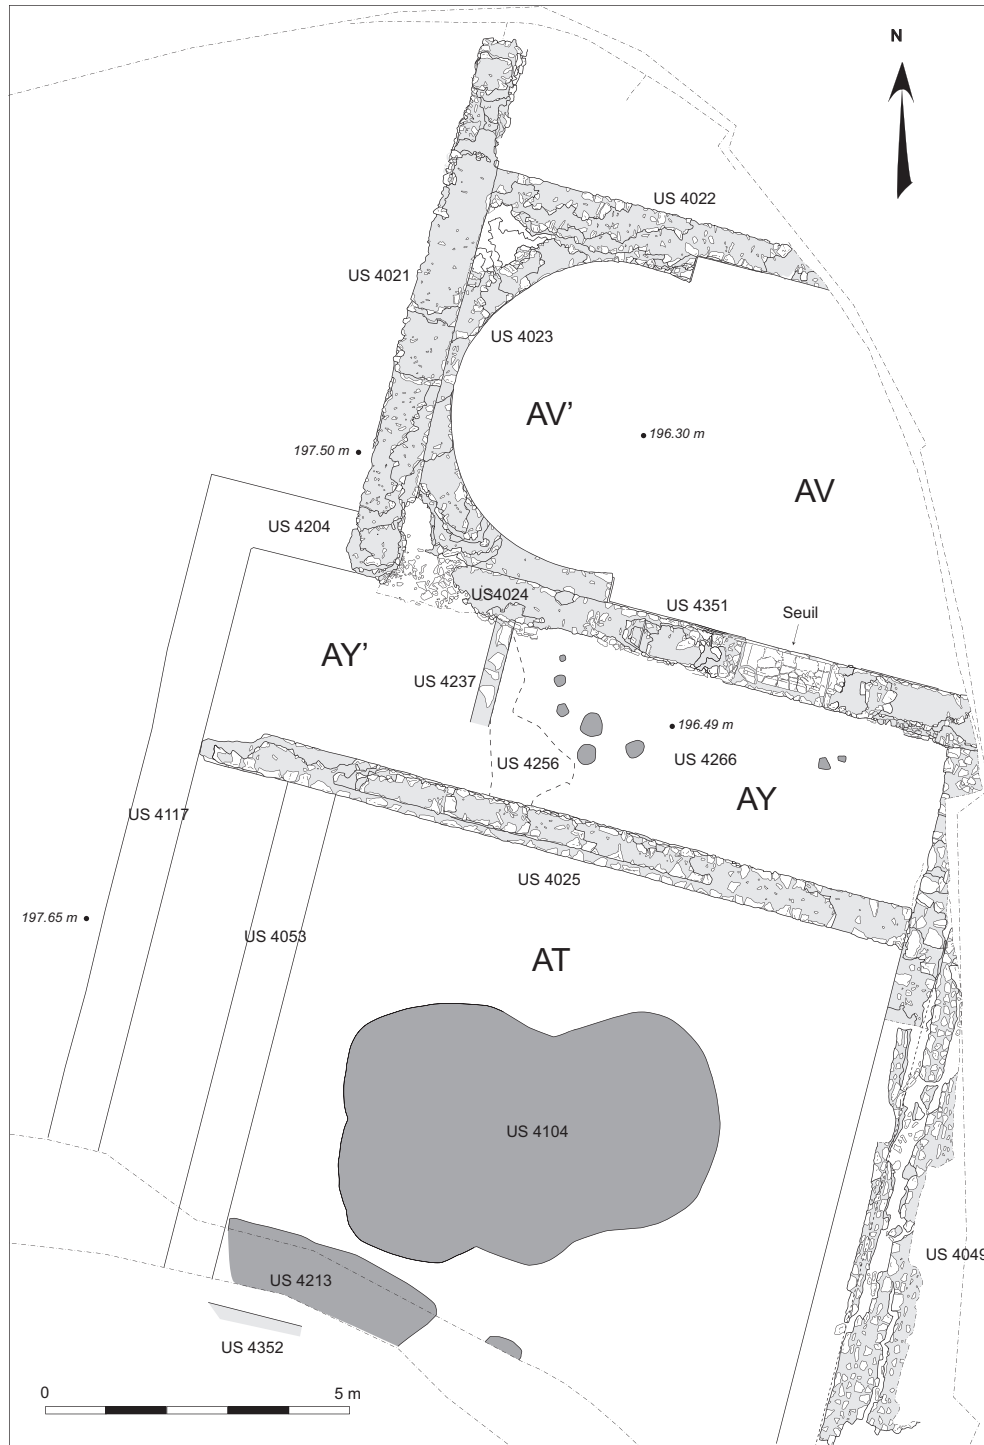 N
US 4022
US 4021
US 4023
AV’
196.30 m
197.50 m
AV
US 4204
US4024
US 4351
Seuil
AY’
US 4237
196.49 m
US 4256
US 4266
AY
US 4117
US 4025
197.65 m
US 4053
AT
US 4104
US 4049
US 4213
US 4352
0
5 m